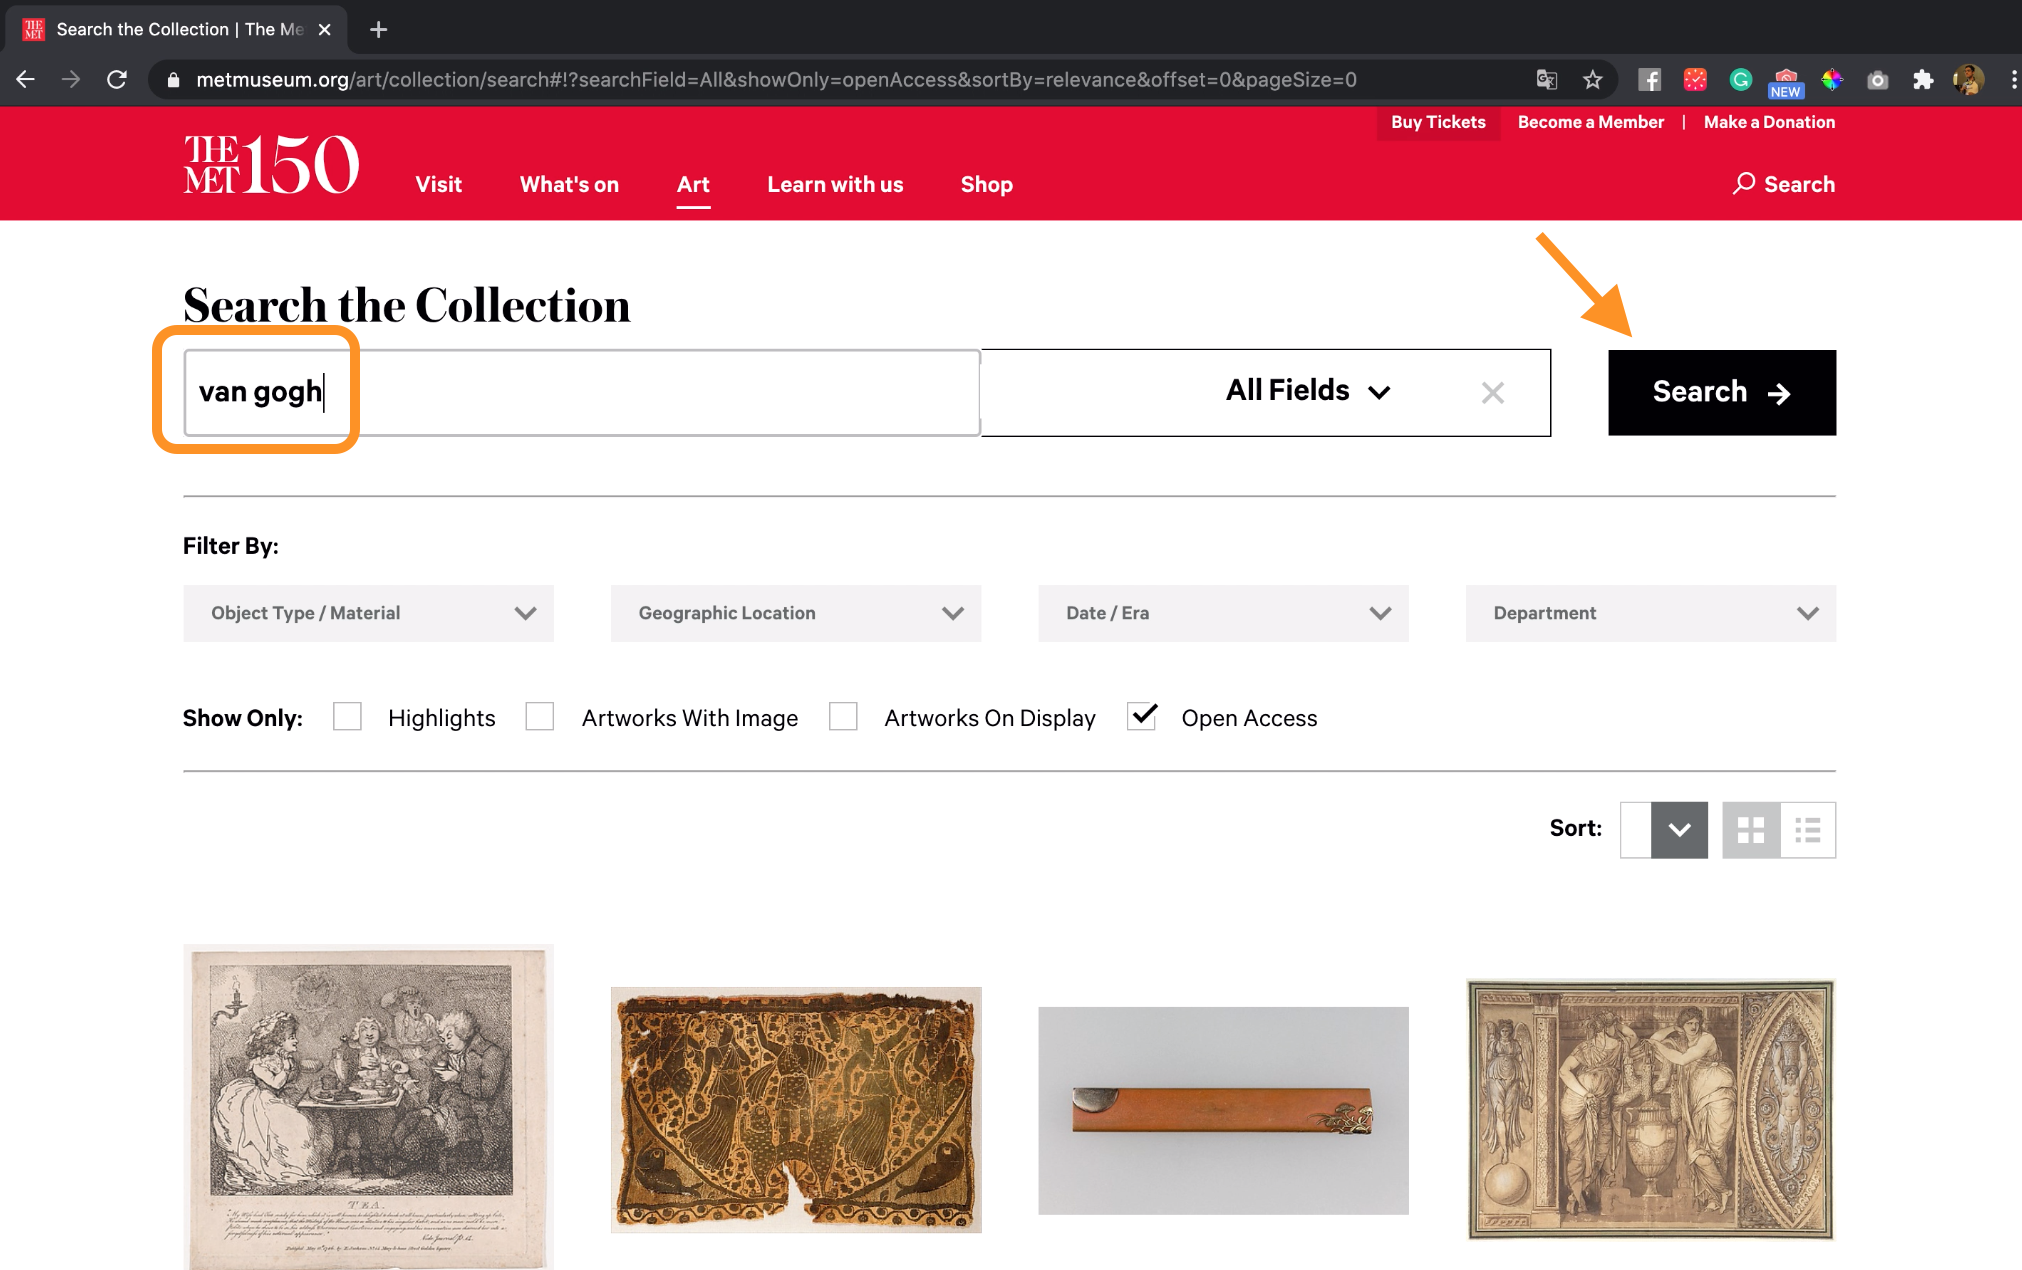 THE MET
Search the Collection | The Me
metmuseum.org/art/collection/search#!?searchField=All&showOnly=openAccess&sortBy=relevance&offset=0&pageSize=0
NEW
Buy Tickets Become a Member | Make a Donation
THE MET 150
Visit What's on Art Learn with us Shop Search
Search the Collection
van gogh All Fields Search
Filter By:
Object Type / Material Geographic Location Date / Era Department
Show Only: Highlights Artworks With Image Artworks On Display Open Access
Sort:
TEA.